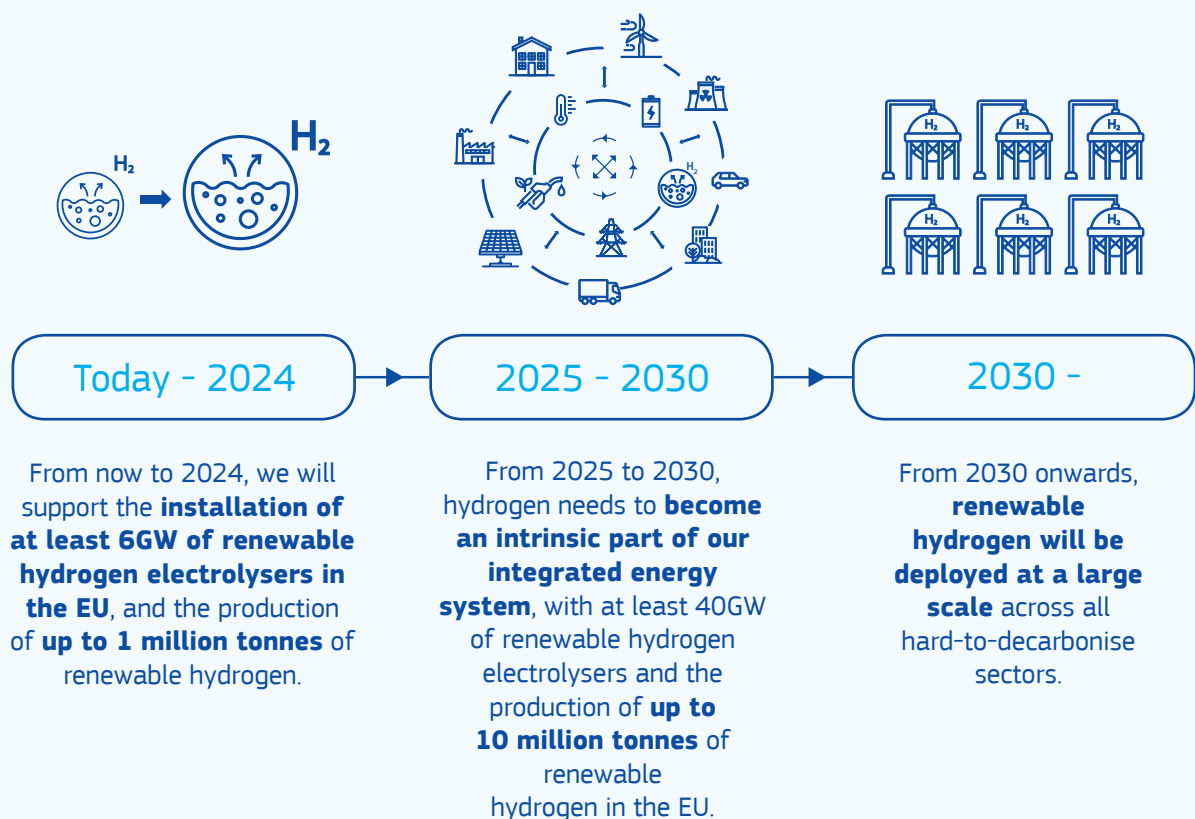 H₂
H₂
H₂
H₂
H₂
H₂
H₂
H₂
H₂
Today - 2024
2025 - 2030
2030 -
From now to 2024, we will
support the installation of
at least 6GW of renewable
hydrogen electrolysers in
the EU, and the production
of up to 1 million tonnes of
renewable hydrogen.
From 2025 to 2030,
hydrogen needs to become
an intrinsic part of our
integrated energy
system, with at least 40GW
of renewable hydrogen
electrolysers and the
production of up to
10 million tonnes of
renewable
hydrogen in the EU.
From 2030 onwards,
renewable
hydrogen will be
deployed at a large
scale across all
hard-to-decarbonise
sectors.